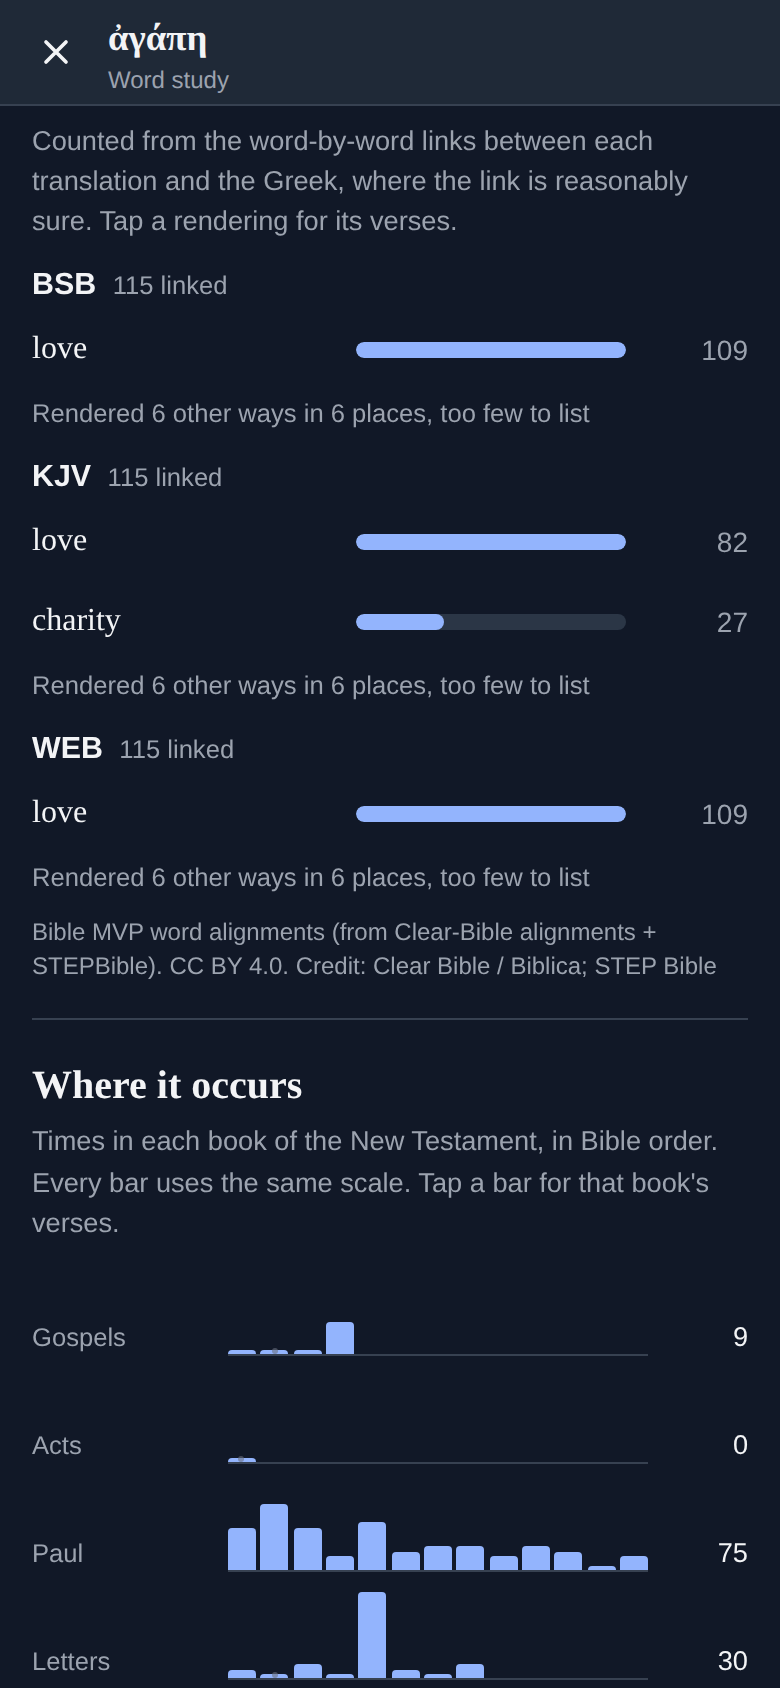 ἀγάπη
Word study
Counted from the word-by-word links between each
translation and the Greek, where the link is reasonably
sure. Tap a rendering for its verses.
BSB 115 linked
love 109
Rendered 6 other ways in 6 places, too few to list
KJV 115 linked
love 82
charity 27
Rendered 6 other ways in 6 places, too few to list
WEB 115 linked
love 109
Rendered 6 other ways in 6 places, too few to list
Bible MVP word alignments (from Clear-Bible alignments +
STEPBible). CC BY 4.0. Credit: Clear Bible / Biblica; STEP Bible
Where it occurs
Times in each book of the New Testament, in Bible order.
Every bar uses the same scale. Tap a bar for that book's
verses.
Gospels 9
Acts 0
Paul 75
Letters 30